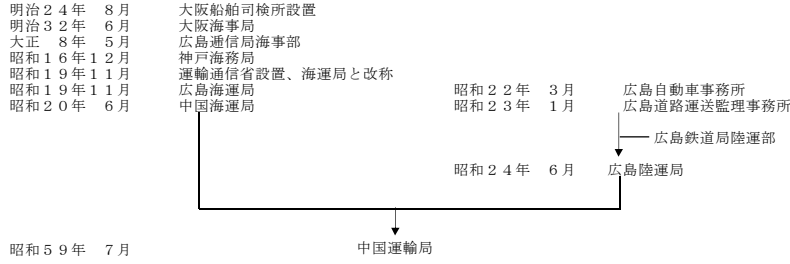 明治２４年　８月　大阪船舶司検所設置
明治３２年　６月　大阪海事局
大正　８年　５月　広島逓信局海事部
昭和１６年１２月　神戸海務局
昭和１９年１１月　運輸通信省設置、海運局と改称
昭和１９年１１月　広島海運局
昭和２０年　６月　中国海運局
昭和２２年　３月　広島自動車事務所
昭和２３年　１月　広島道路運送監理事務所
広島鉄道局陸運部
昭和２４年　６月　広島陸運局
昭和５９年　７月　中国運輸局